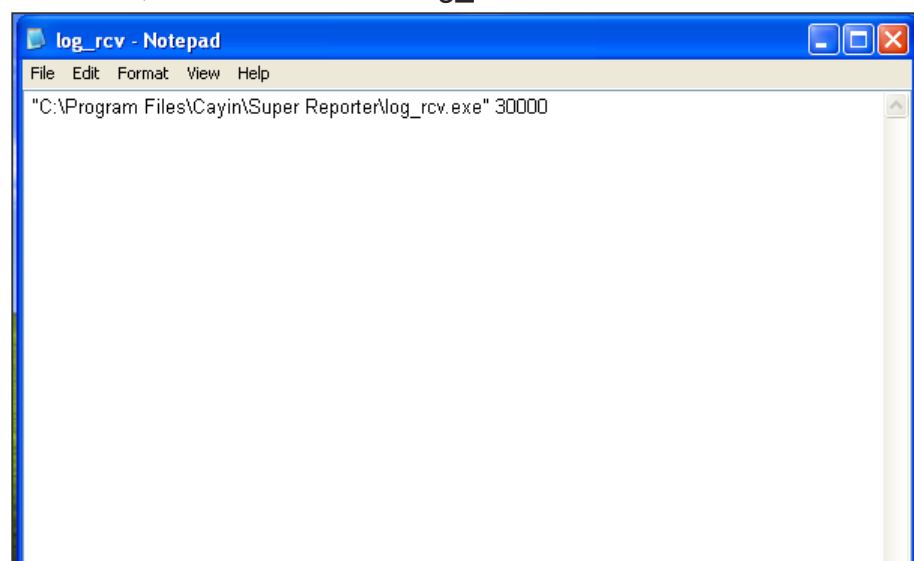 log_rcv - Notepad
File Edit Format View Help
"C:\Program Files\Cayin\Super Reporter\log_rcv.exe" 30000